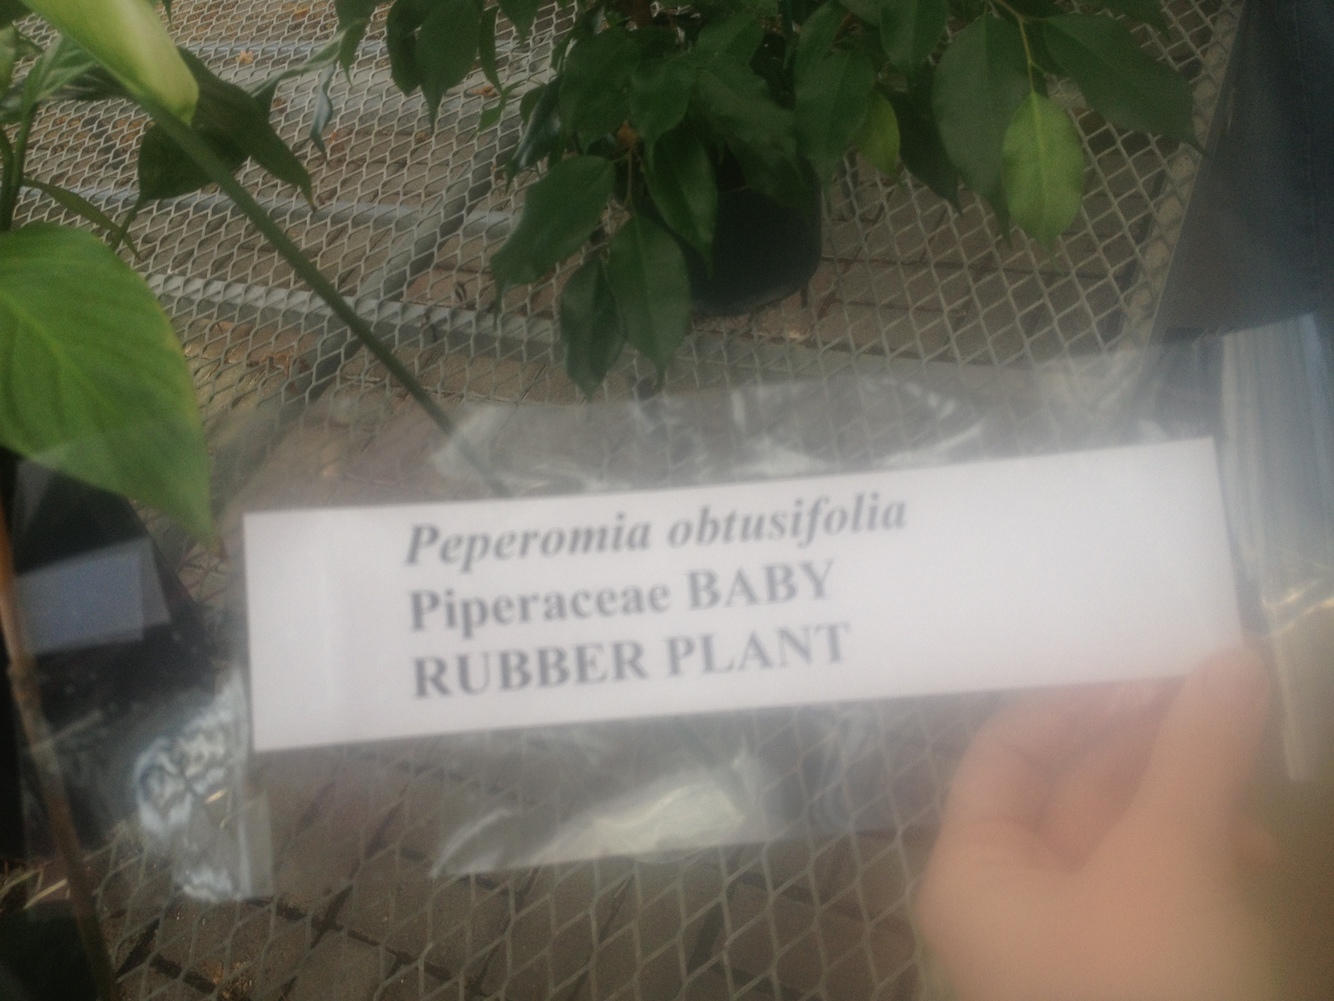 Peperomia obtusifolia
Piperaceae BABY
RUBBER PLANT